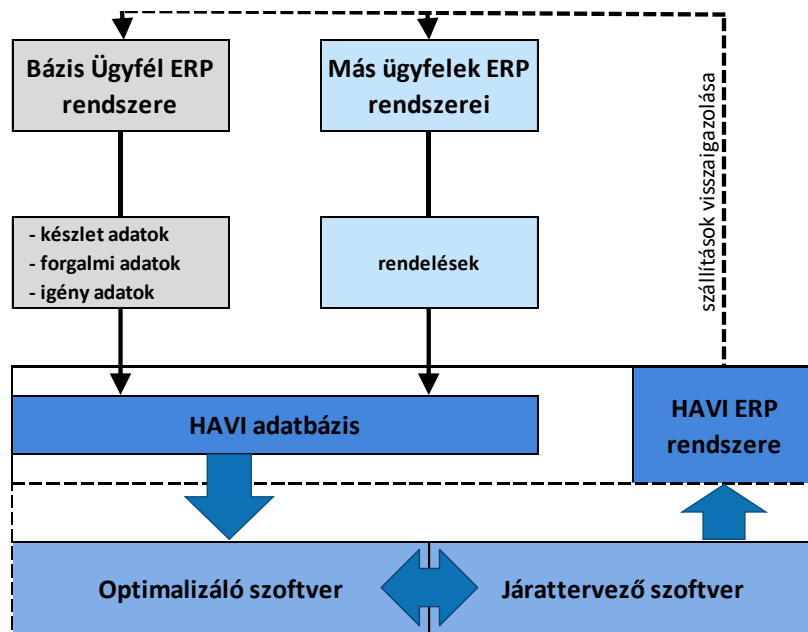 Bázis Ügyfél ERP
rendszere
Más ügyfelek ERP
rendszerei
szállítások visszaigazolása
- készlet adatok
- forgalmi adatok
- igény adatok
rendelések
HAVI adatbázis
HAVI ERP
rendszere
Optimalizáló szoftver
Járattervező szoftver